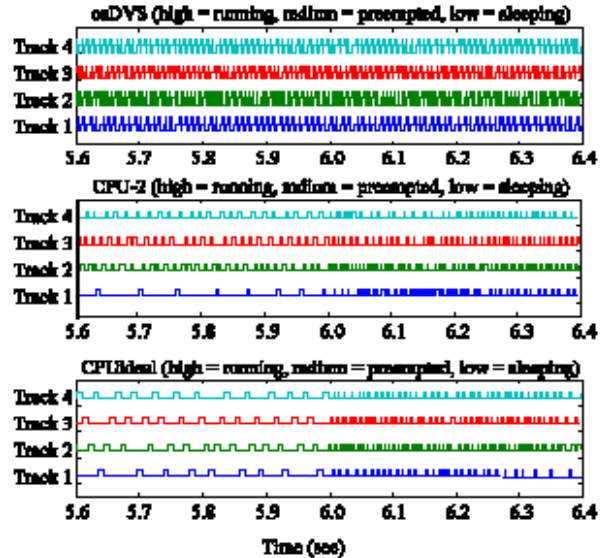 ccDVS (high = running, medium = preempted, low = sleeping)
Track 4
Track 3
Track 2
Track 1
5.6 5.7 5.8 5.9 6.0 6.1 6.2 6.3 6.4
CPU-2 (high = running, medium = preempted, low = sleeping)
Track 4
Track 3
Track 2
Track 1
5.6 5.7 5.8 5.9 6.0 6.1 6.2 6.3 6.4
CPUideal (high = running, medium = preempted, low = sleeping)
Track 4
Track 3
Track 2
Track 1
5.6 5.7 5.8 5.9 6.0 6.1 6.2 6.3 6.4
Time (sec)